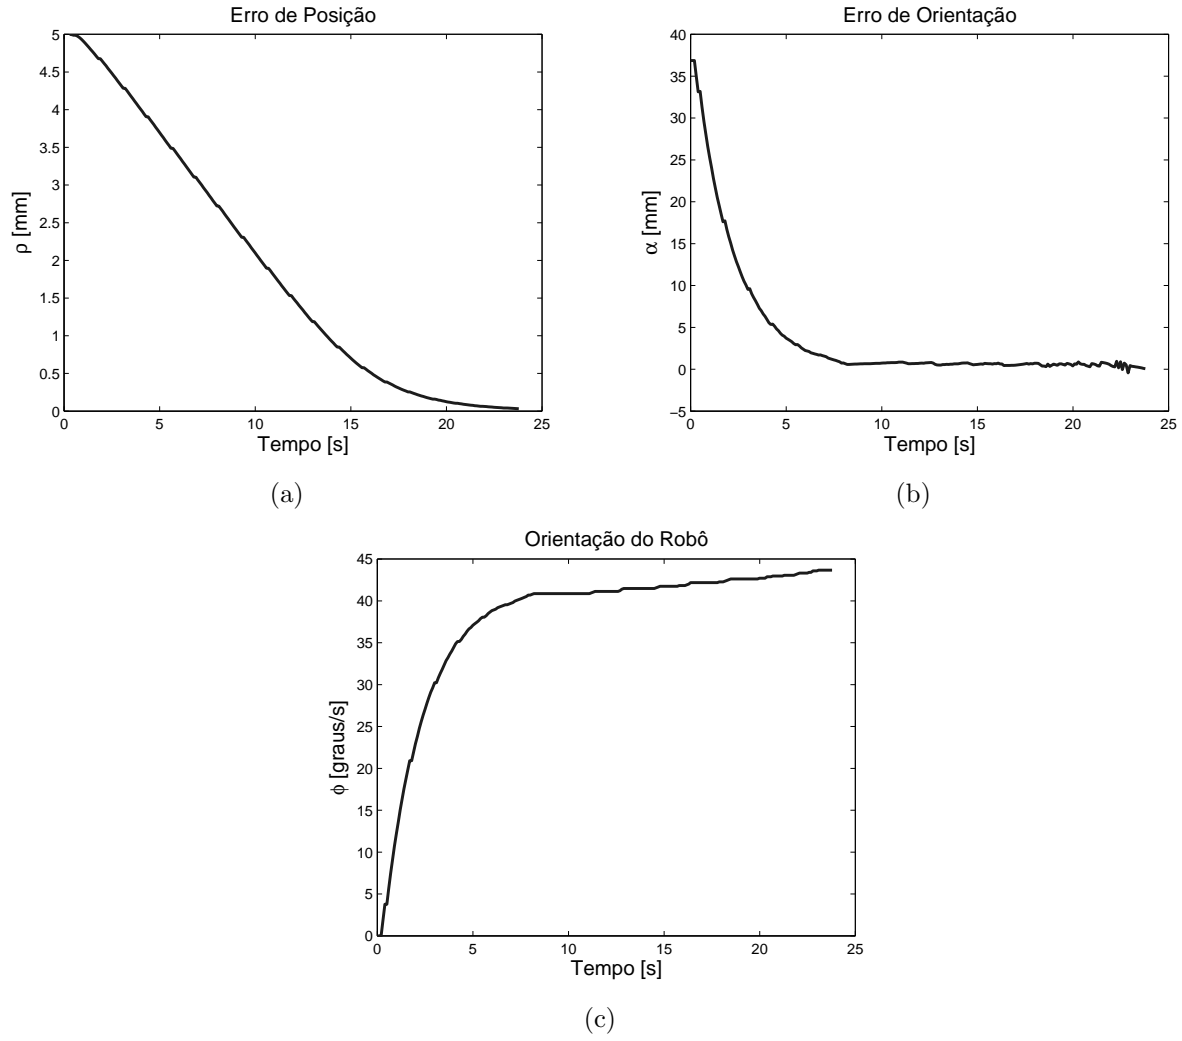 Erro de Posição
5
4.5
4
3.5
3
2.5
2
1.5
1
0.5
0
ρ [mm]
0 5 10 15 20 25
Tempo [s]
(a)
Erro de Orientação
40
35
30
25
20
15
10
5
0
−5
α [mm]
0 5 10 15 20 25
Tempo [s]
(b)
Orientação do Robô
45
40
35
30
25
20
15
10
5
0
ϕ [graus/s]
0 5 10 15 20 25
Tempo [s]
(c)